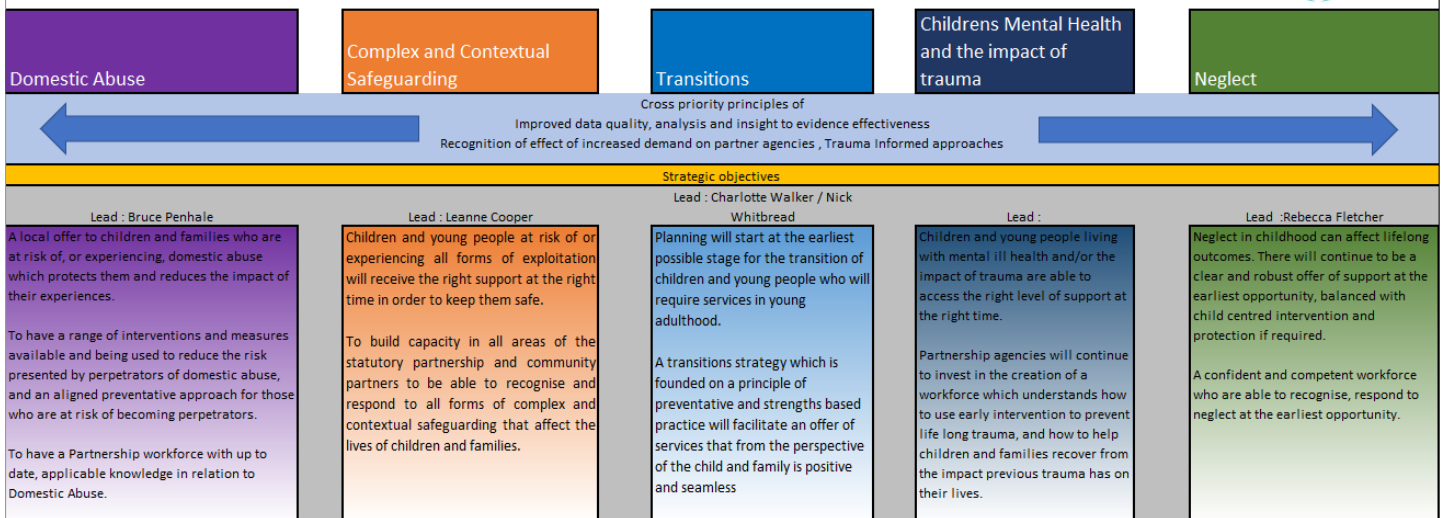 Domestic Abuse
Complex and Contextual
Safeguarding
Transitions
Childrens Mental Health
and the impact of
trauma
Neglect
Cross priority principles of
Improved data quality, analysis and insight to evidence effectiveness
Recognition of effect of increased demand on partner agencies , Trauma Informed approaches
Strategic objectives
Lead : Bruce Penhale
A local offer to children and families who are
at risk of, or experiencing, domestic abuse
which protects them and reduces the impact of
their experiences.
To have a range of interventions and measures
available and being used to reduce the risk
presented by perpetrators of domestic abuse,
and an aligned preventative approach for those
who are at risk of becoming perpetrators.
To have a Partnership workforce with up to
date, applicable knowledge in relation to
Domestic Abuse.
Lead : Leanne Cooper
Children and young people at risk of or
experiencing all forms of exploitation
will receive the right support at the right
time in order to keep them safe.
To build capacity in all areas of the
statutory partnership and community
partners to be able to recognise and
respond to all forms of complex and
contextual safeguarding that affect the
lives of children and families.
Lead : Charlotte Walker / Nick
Whitbread
Planning will start at the earliest
possible stage for the transition of
children and young people who will
require services in young
adulthood.
A transitions strategy which is
founded on a principle of
preventative and strengths based
practice will facilitate an offer of
services that from the perspective
of the child and family is positive
and seamless
Lead :
Children and young people living
with mental ill health and/or the
impact of trauma are able to
access the right level of support at
the right time.
Partnership agencies will continue
to invest in the creation of a
workforce which understands how
to use early intervention to prevent
life long trauma, and how to help
children and families recover from
the impact previous trauma has on
their lives.
Lead :Rebecca Fletcher
Neglect in childhood can affect lifelong
outcomes. There will continue to be a
clear and robust offer of support at the
earliest opportunity, balanced with
child centred intervention and
protection if required.
A confident and competent workforce
who are able to recognise, respond to
neglect at the earliest opportunity.